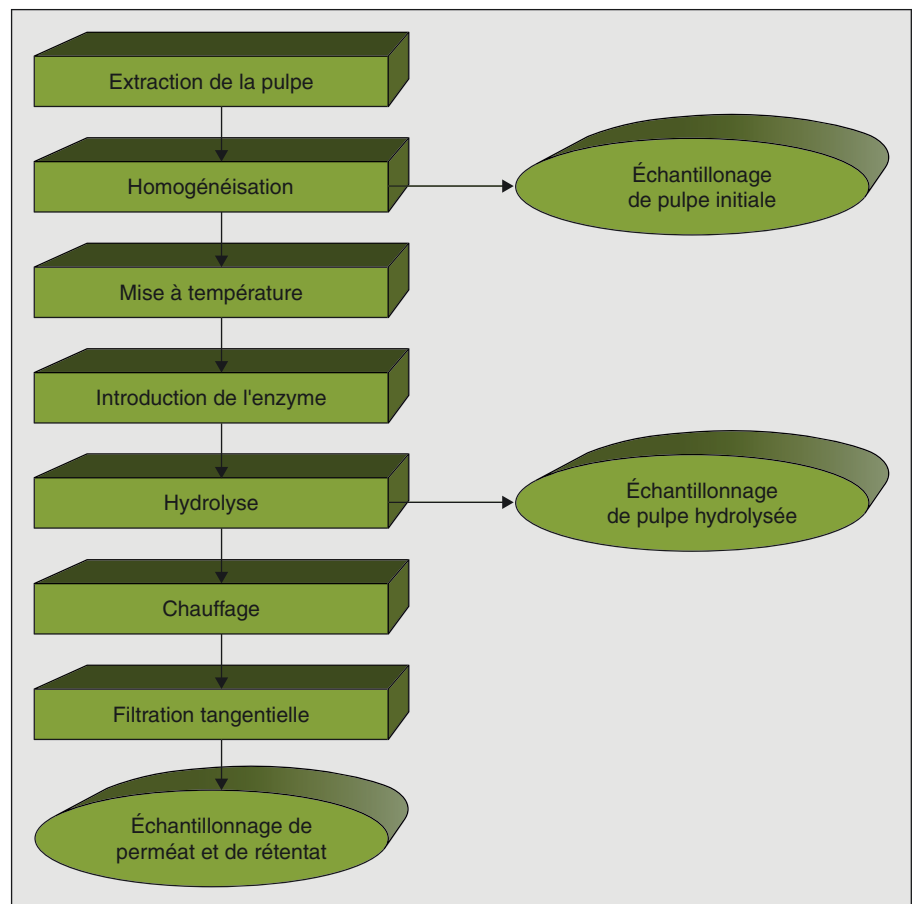 Extraction de la pulpe
Homogénéisation
Échantillonage
de pulpe initiale
Mise à température
Introduction de l'enzyme
Hydrolyse
Échantillonnage
de pulpe hydrolysée
Chauffage
Filtration tangentielle
Échantillonnage de
perméat et de rétentat